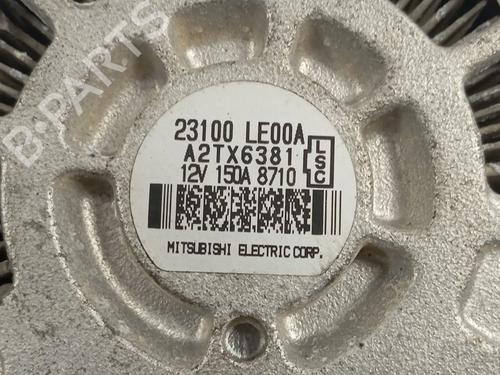 B-PARTS
23100 LE00A
A2TX6381
12V 150A 8710
LSC
MITSUBISHI ELECTRIC CORP.